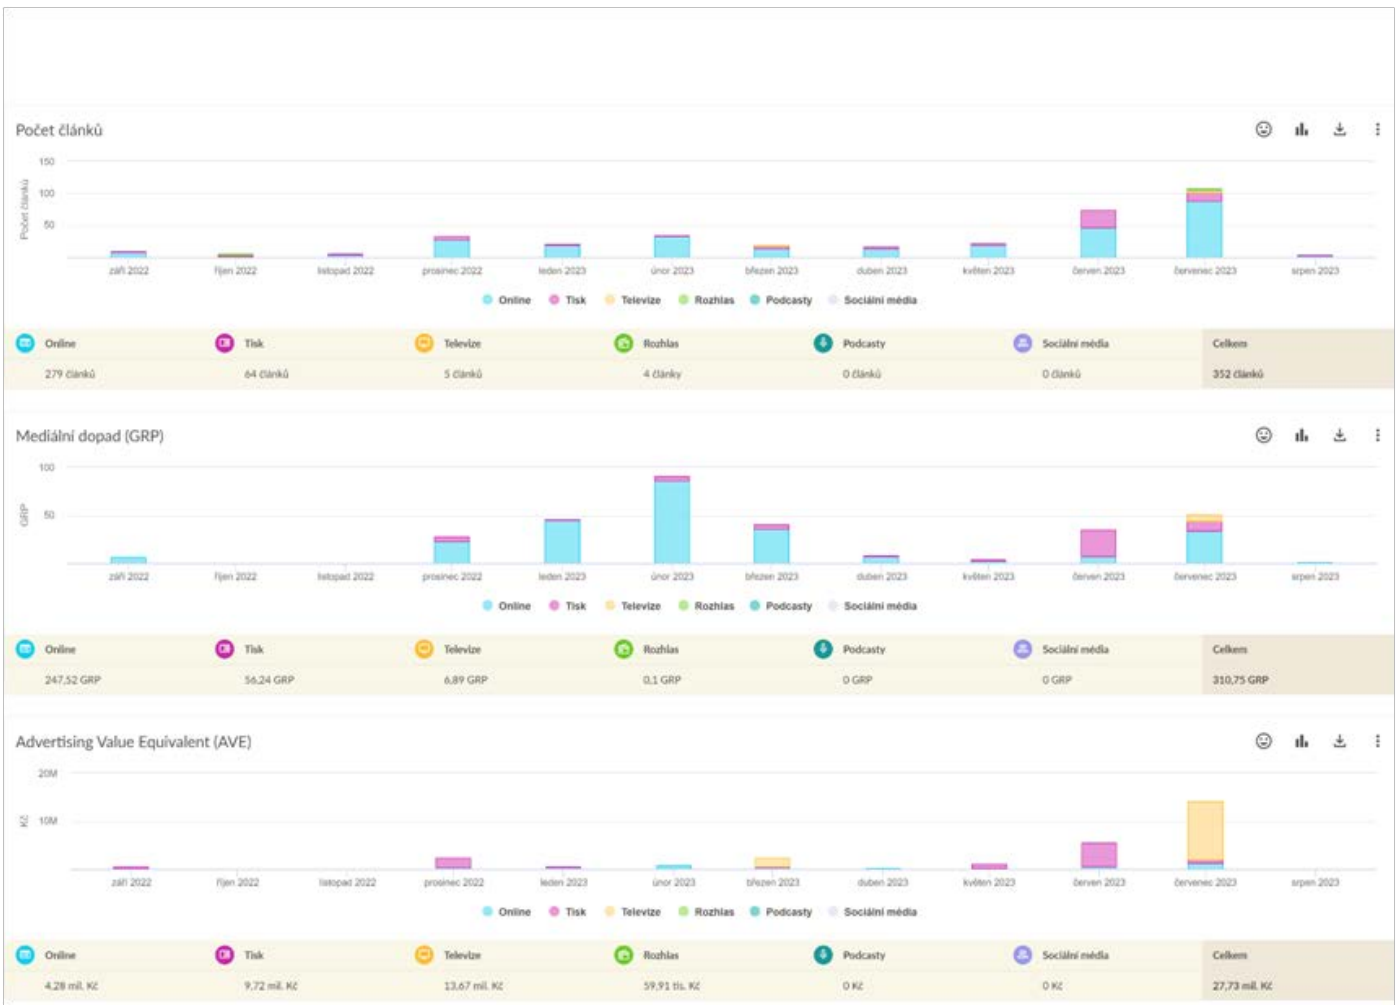 Počet článků
150
100
50
Počet článků
září 2022 říjen 2022 listopad 2022 prosinec 2022 leden 2023 únor 2023 březen 2023 duben 2023 květen 2023 červen 2023 červenec 2023 srpen 2023
Online Tisk Televize Rozhlas Podcasty Sociální média
Online Tisk Televize Rozhlas Podcasty Sociální média Celkem
279 článků 64 článků 5 článků 4 články 0 článků 0 článků 352 článků
Mediální dopad (GRP)
100
50
GRP
září 2022 říjen 2022 listopad 2022 prosinec 2022 leden 2023 únor 2023 březen 2023 duben 2023 květen 2023 červen 2023 červenec 2023 srpen 2023
Online Tisk Televize Rozhlas Podcasty Sociální média
Online Tisk Televize Rozhlas Podcasty Sociální média Celkem
247,52 GRP 56,24 GRP 6,89 GRP 0,1 GRP 0 GRP 0 GRP 310,75 GRP
Advertising Value Equivalent (AVE)
20M
10M
Kč
září 2022 říjen 2022 listopad 2022 prosinec 2022 leden 2023 únor 2023 březen 2023 duben 2023 květen 2023 červen 2023 červenec 2023 srpen 2023
Online Tisk Televize Rozhlas Podcasty Sociální média
Online Tisk Televize Rozhlas Podcasty Sociální média Celkem
4,28 mil. Kč 9,72 mil. Kč 13,67 mil. Kč 59,91 tis. Kč 0 Kč 0 Kč 27,73 mil. Kč